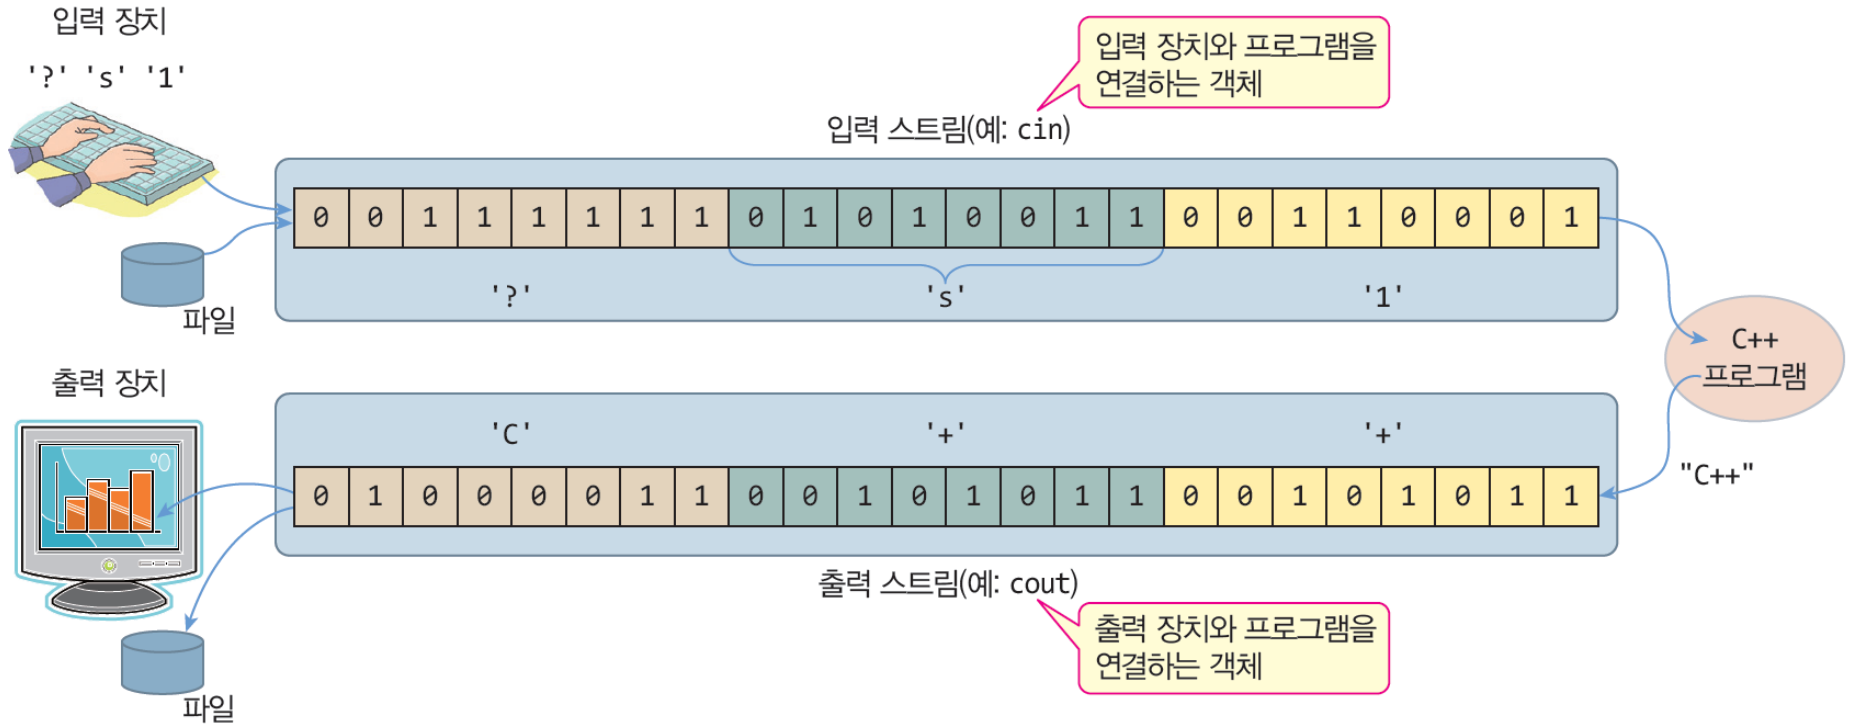 입력 장치
'?' 's' '1'
입력 장치와 프로그램을
연결하는 객체
입력 스트림(예: cin)
0 0 1 1 1 1 1 1 0 1 0 1 0 0 1 1 0 0 1 1 0 0 0 1
'?' 's' '1'
파일
C++
프로그램
출력 장치
'C' '+' '+'
0 1 0 0 0 0 1 1 0 0 1 0 1 0 1 1 0 0 1 0 1 0 1 1
"C++"
출력 스트림(예: cout)
출력 장치와 프로그램을
연결하는 객체
파일